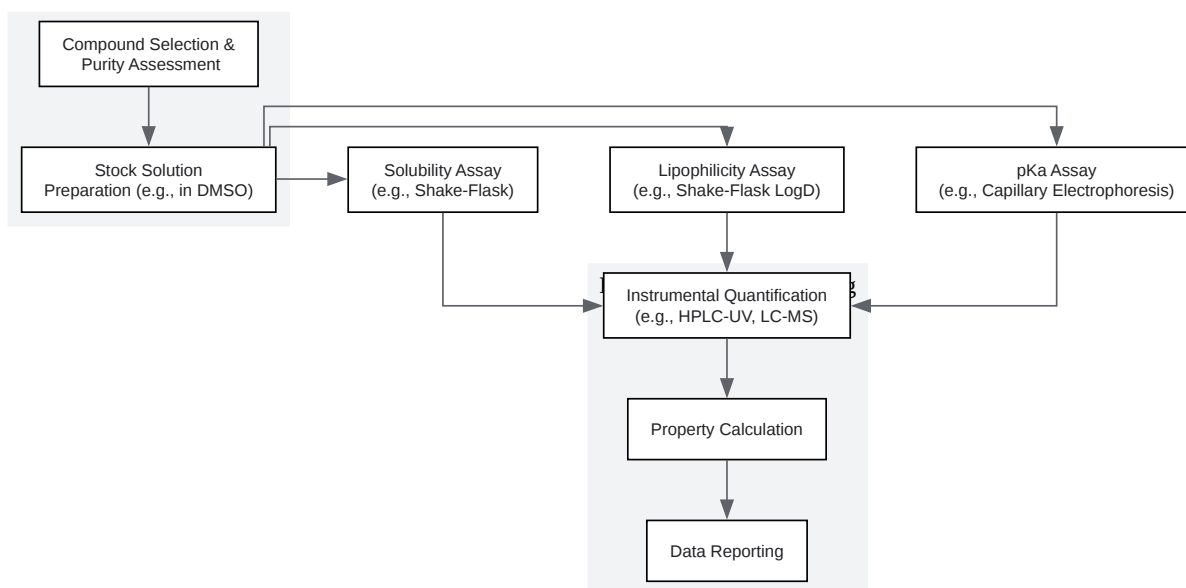 Compound Selection &
Purity Assessment
Stock Solution
Preparation (e.g., in DMSO)
Solubility Assay
(e.g., Shake-Flask)
Lipophilicity Assay
(e.g., Shake-Flask LogD)
pKa Assay
(e.g., Capillary Electrophoresis)
Instrumental Quantification
(e.g., HPLC-UV, LC-MS)
Property Calculation
Data Reporting